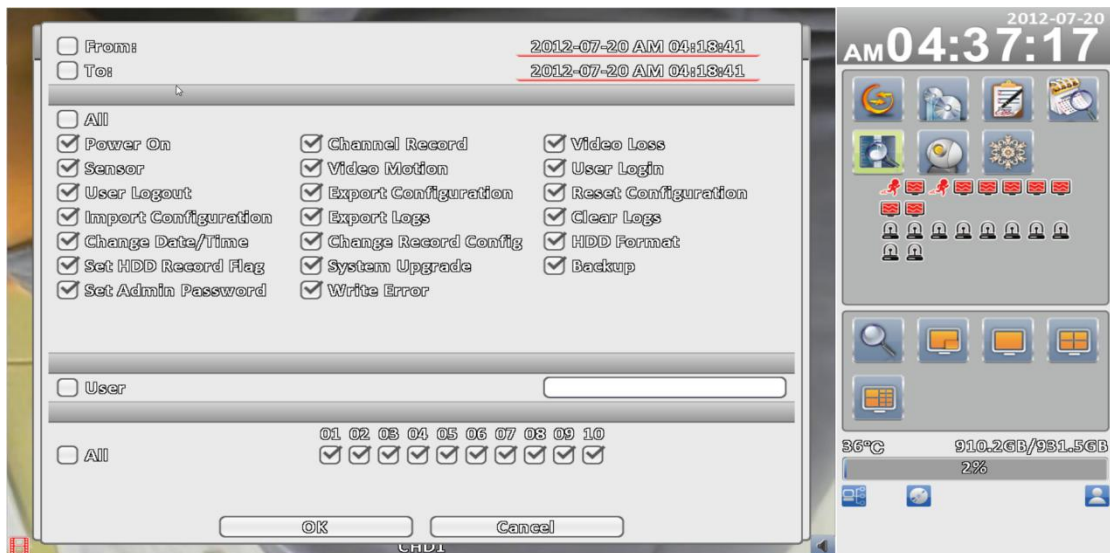 2012-07-20
AM04:37:17
From: 2012-07-20 AM 04:18:41
To: 2012-07-20 AM 04:18:41
All
Power On Channel Record Video Loss
Sensor Video Motion User Login
User Logout Export Configuration Reset Configuration
Import Configuration Export Logs Clear Logs
Change Date/Time Change Record Config HDD Format
Set HDD Record Flag System Upgrade Backup
Set Admin Password Write Error
User
01 02 03 04 05 06 07 08 09 10
All
OK Cancel
CHD1
36°C 910.2GB/931.5GB
2%